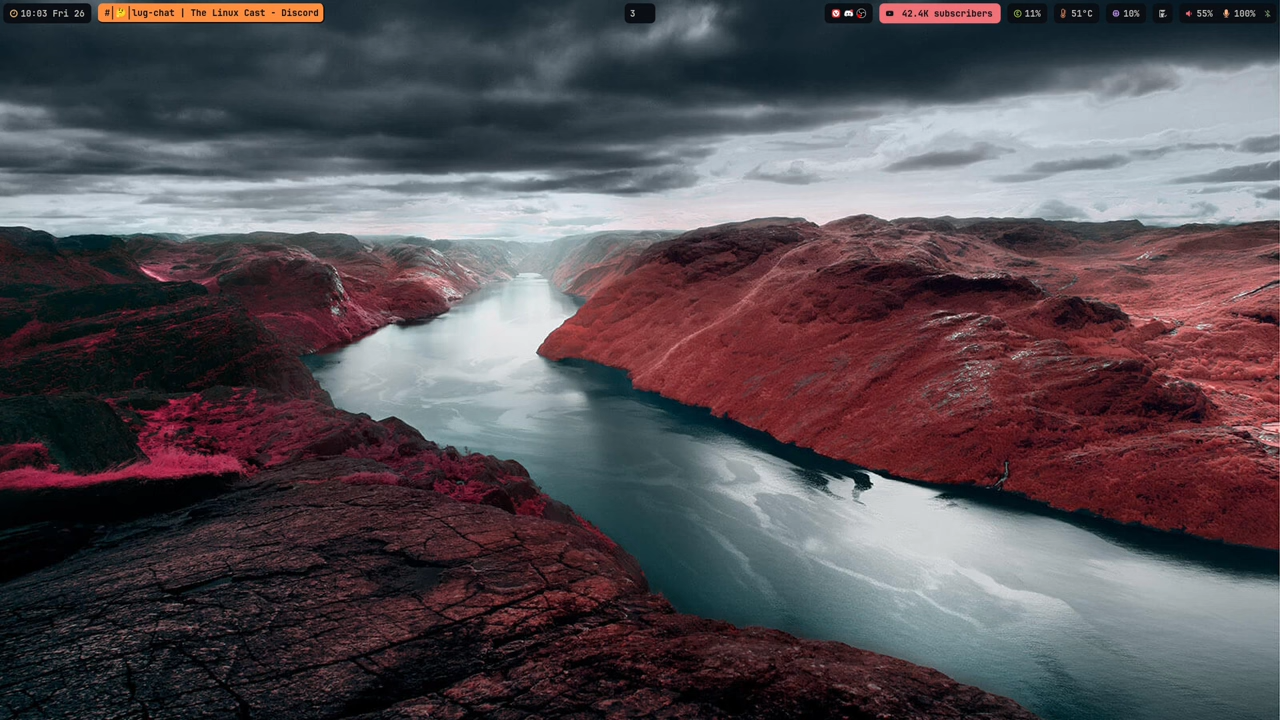 10:03 Fri 26
#|🤔|lug-chat | The Linux Cast - Discord
3
42.4K subscribers
11%
51°C
10%
55% 100%